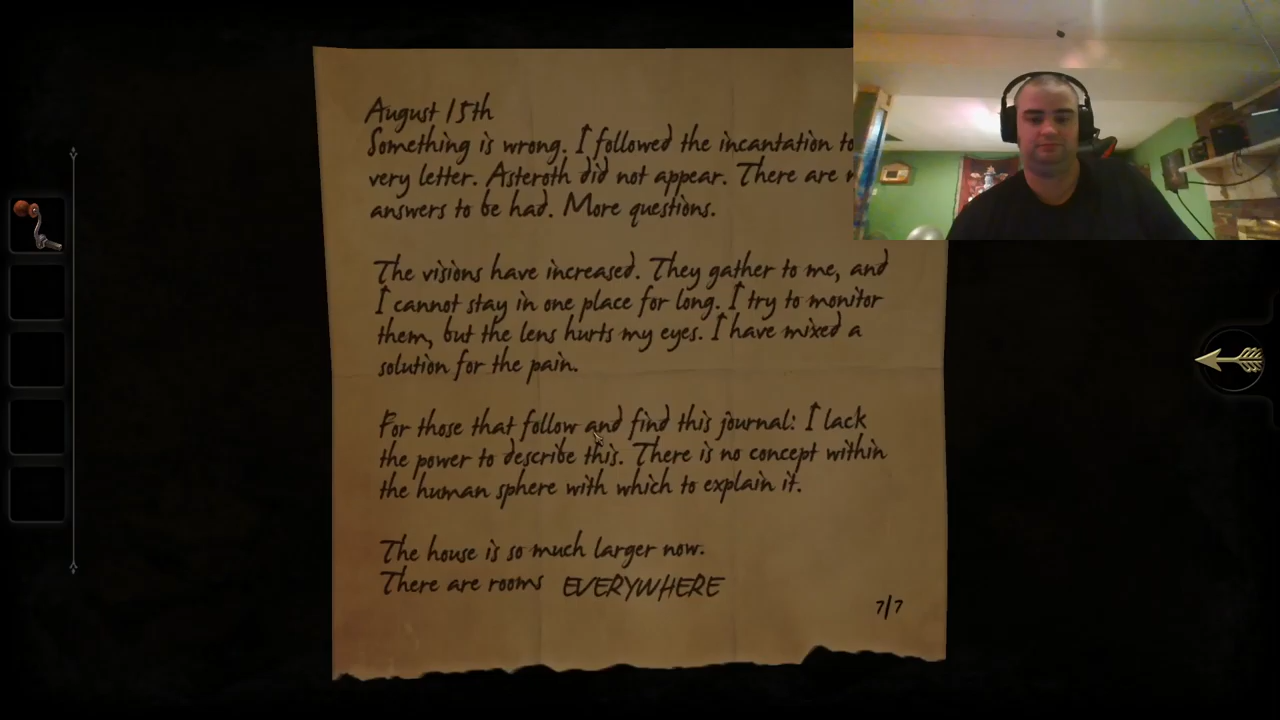 August 15th
Something is wrong. I followed the incantation to
very letter. Asteroth did not appear. There are
answers to be had. More questions.
The visions have increased. They gather to me, and
I cannot stay in one place for long. I try to monitor
them, but the lens hurts my eyes. I have mixed a
solution for the pain.
For those that follow and find this journal: I lack
the power to describe this. There is no concept within
the human sphere with which to explain it.
The house is so much larger now.
There are rooms EVERYWHERE
7/7